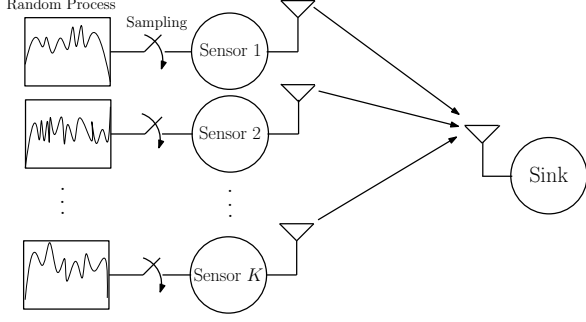 Random Process
Sampling
Sensor 1
Sensor 2
Sink
Sensor K